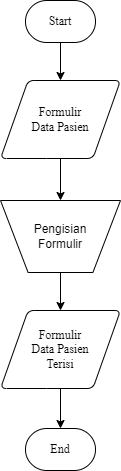 Start
Formulir
Data Pasien
Pengisian
Formulir
Formulir
Data Pasien
Terisi
End